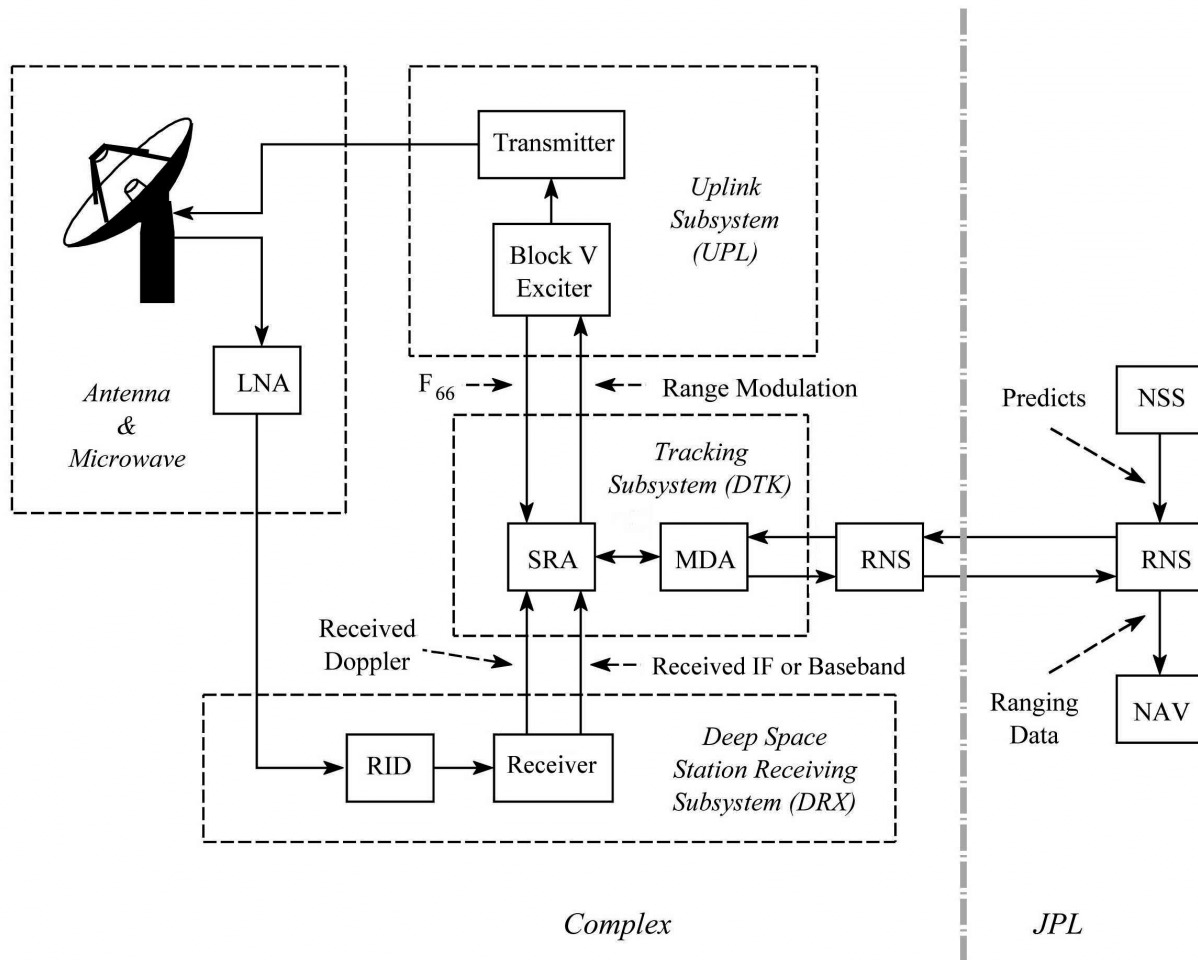 Transmitter
Uplink
Subsystem
(UPL)
Block V
Exciter
LNA
Antenna
&
Microwave
F66
Range Modulation
Predicts
NSS
Tracking
Subsystem (DTK)
SRA
MDA
RNS
RNS
Received
Doppler
Received IF or Baseband
Ranging
Data
NAV
RID
Receiver
Deep Space
Station Receiving
Subsystem (DRX)
Complex
JPL